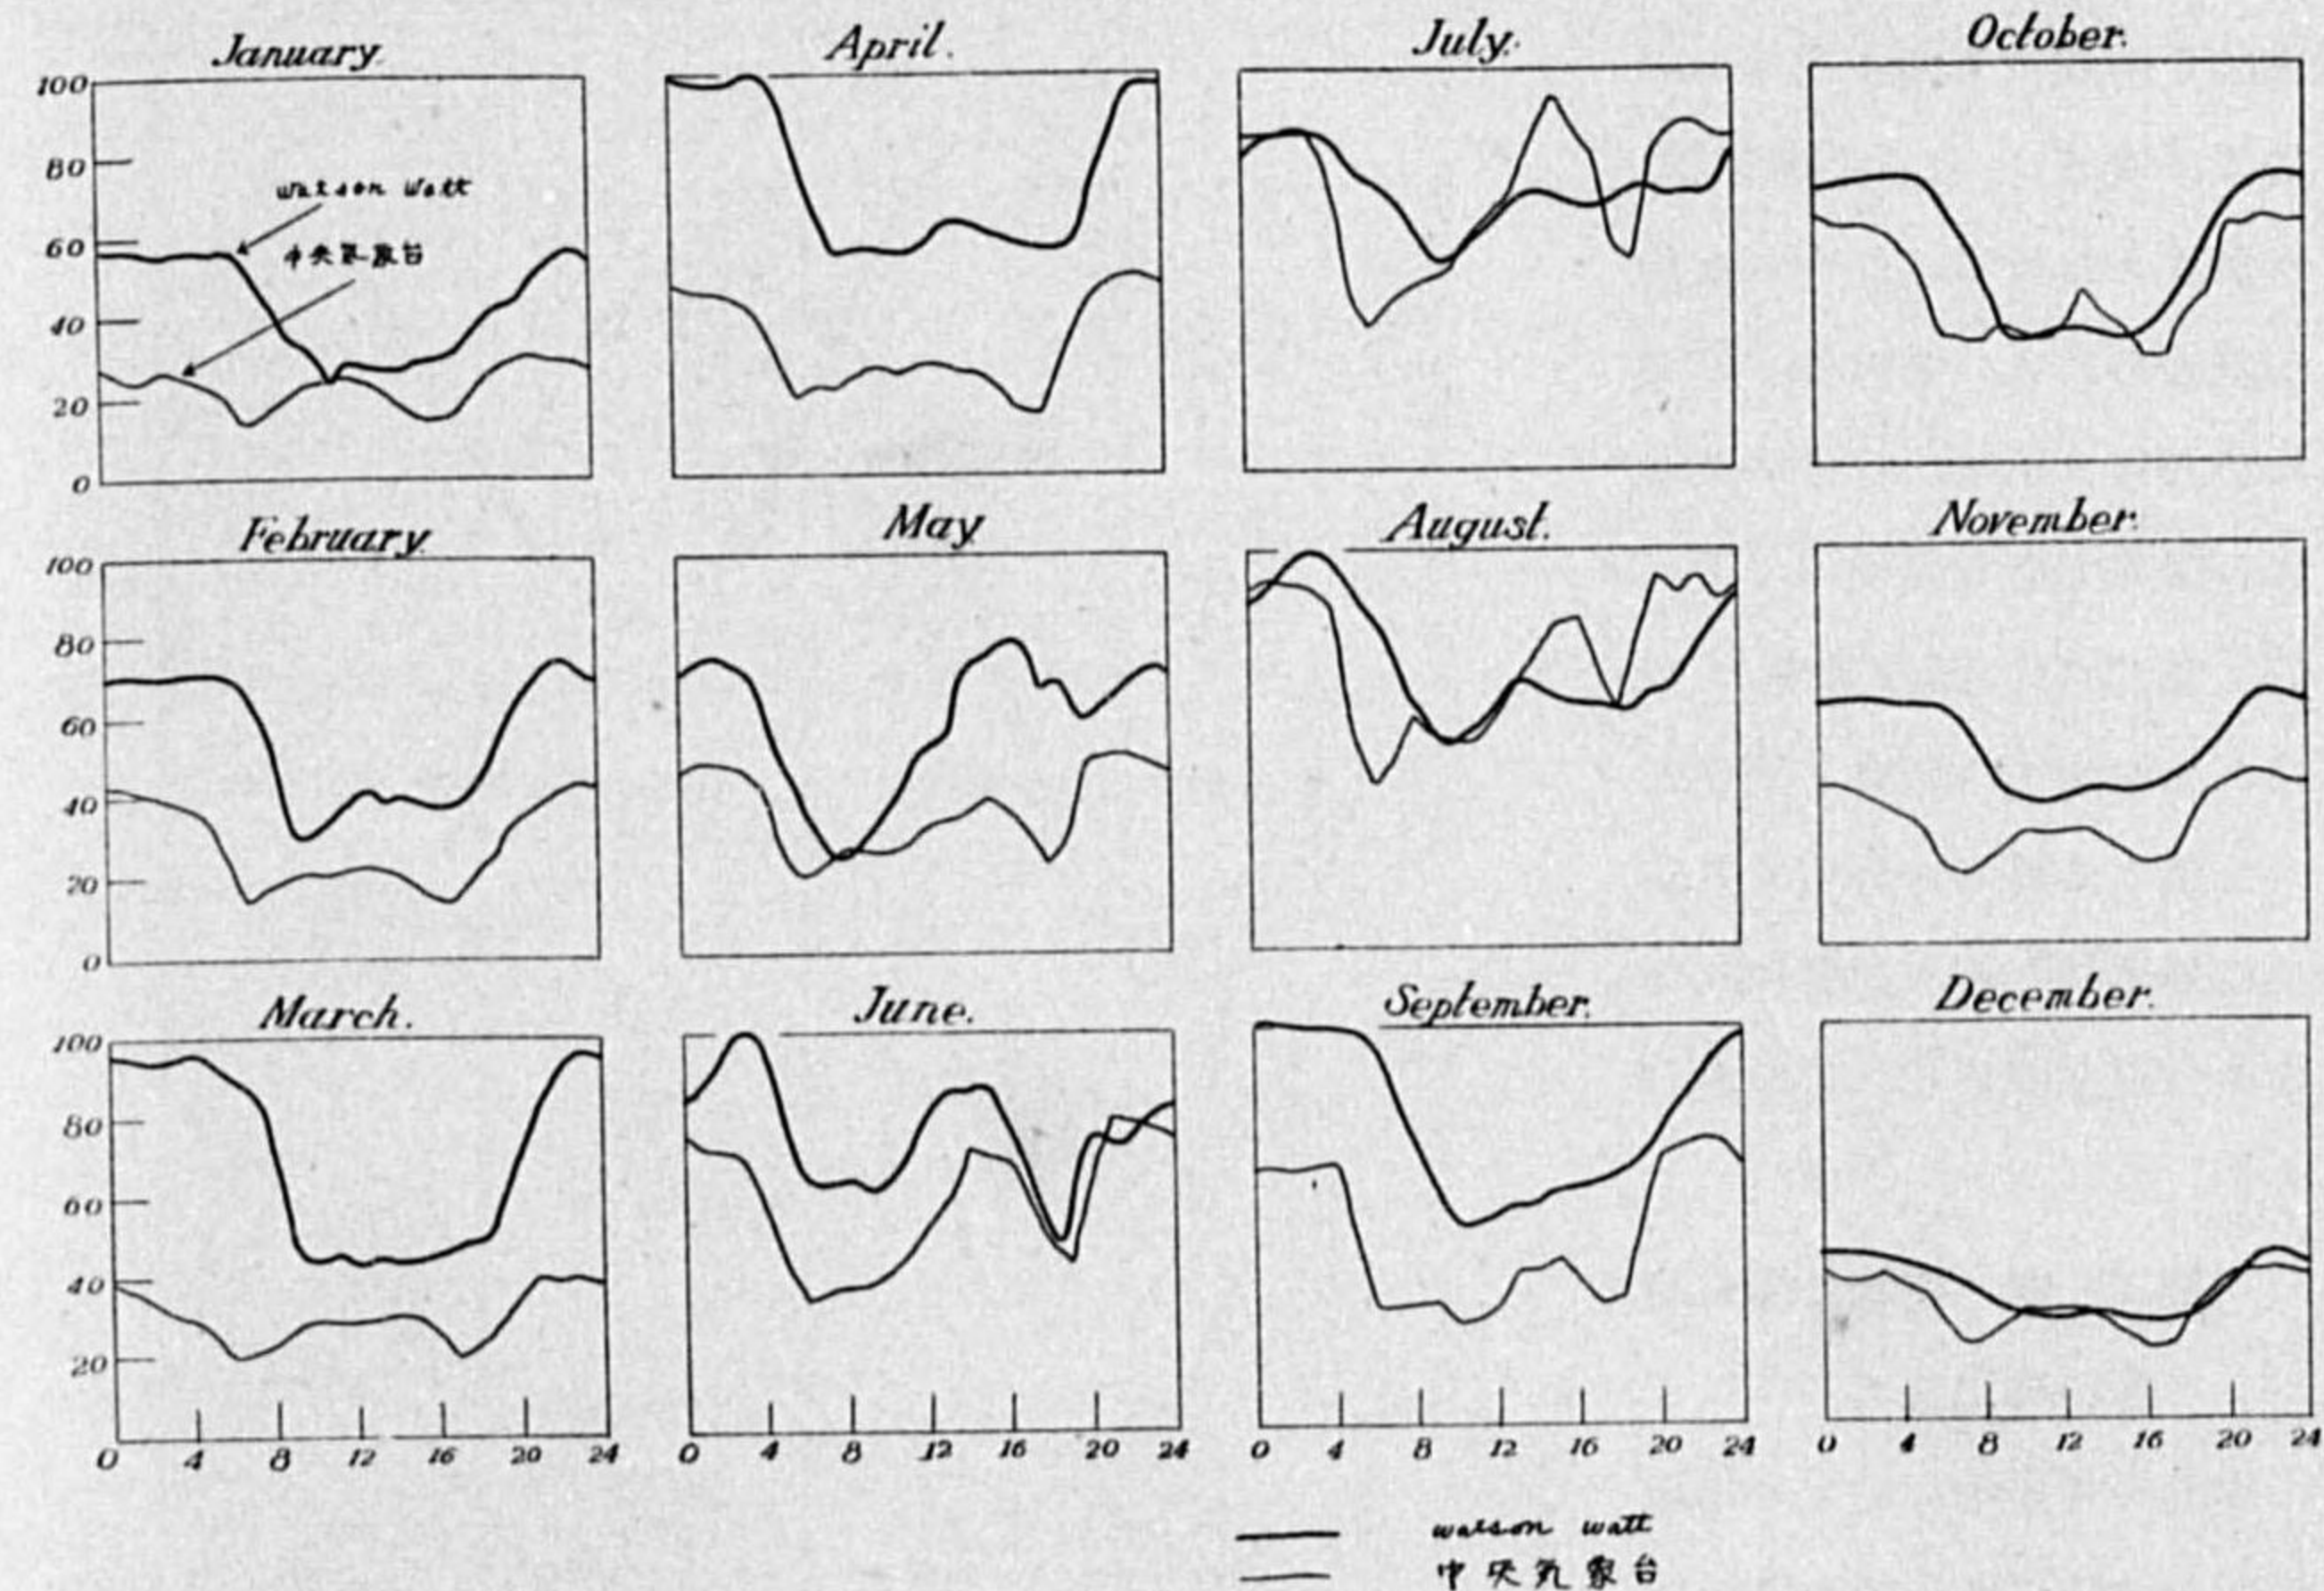 January.
100
80
60
40
20
0
watson watt
中央気象台
April.
July.
October.
February.
100
80
60
40
20
0
May
August.
November.
March.
100
80
60
40
20
0 4 8 12 16 20 24
June.
0 4 8 12 16 20 24
September.
0 4 8 12 16 20 24
December.
0 4 8 12 16 20 24
watson watt
中央気象台